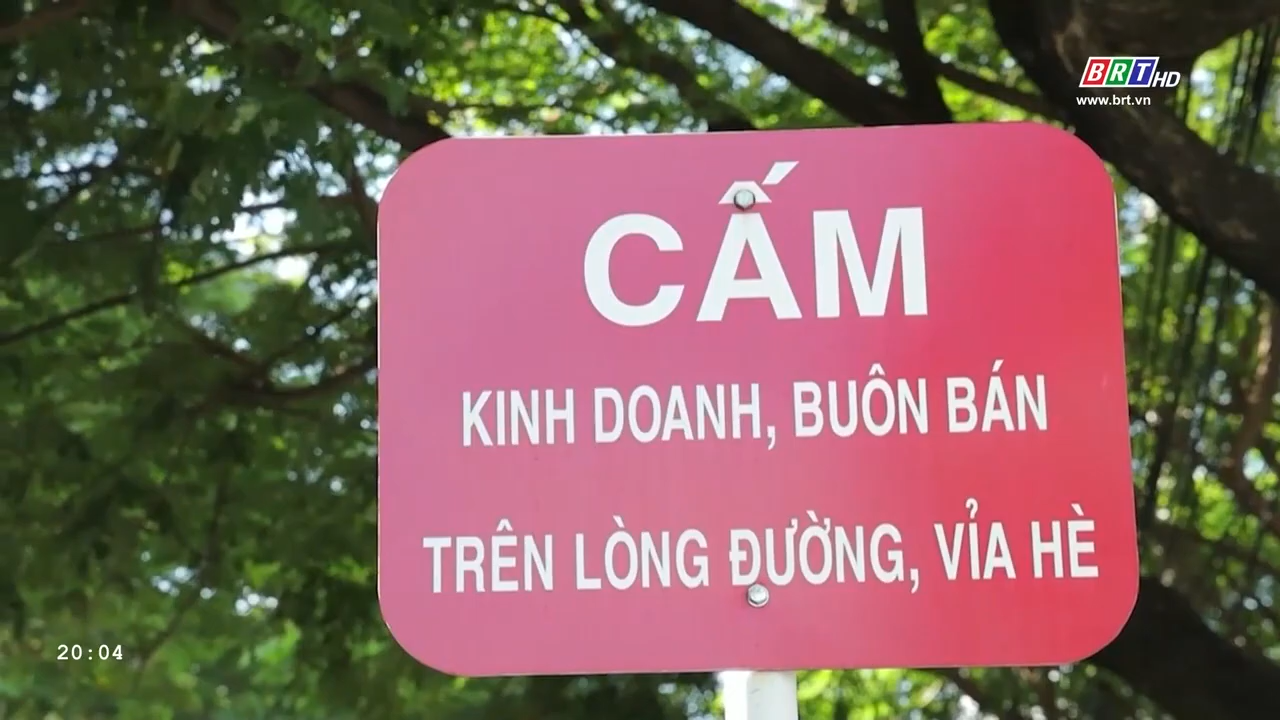 BRTHD
www.brt.vn
CẤM
KINH DOANH, BUÔN BÁN
TRÊN LÒNG ĐƯỜNG, VỈA HÈ
20:04